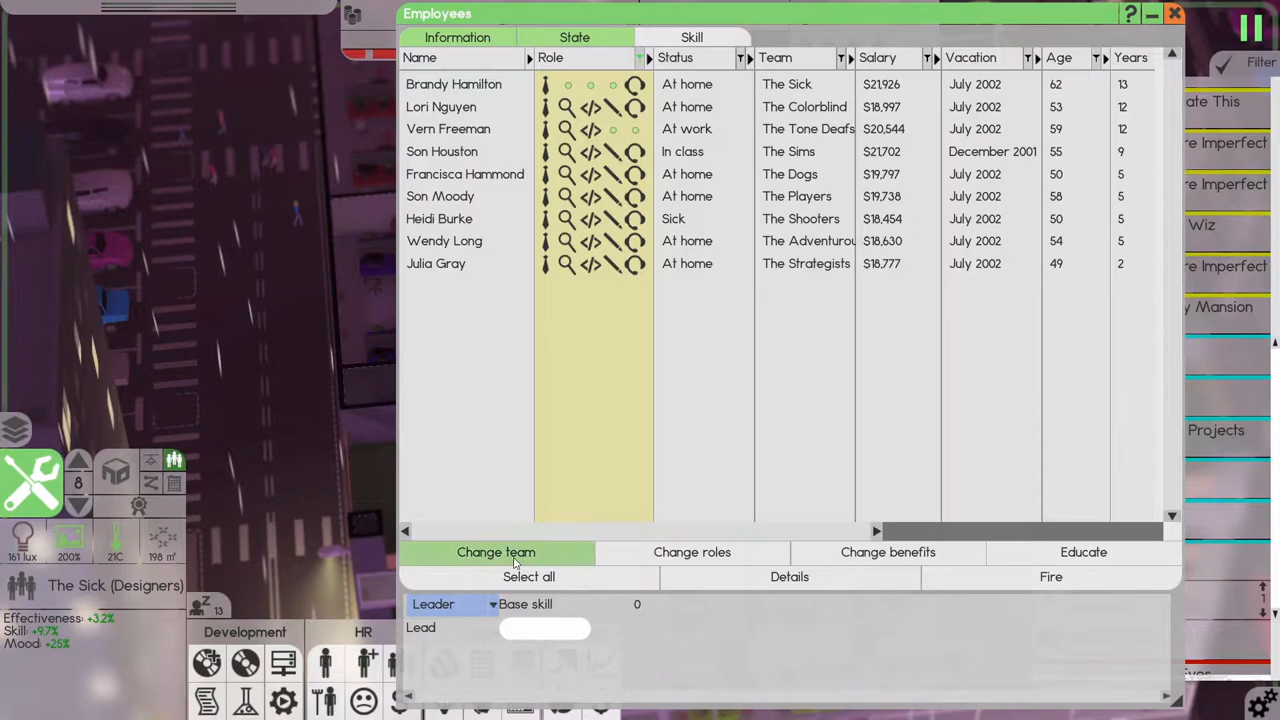 Employees
?
Information State Skill
Filter
Name Role Status Team Salary Vacation Age Years
Brandy Hamilton At home The Sick $21,926 July 2002 62 13
ate This
Lori Nguyen At home The Colorblind $18,997 July 2002 53 12
Vern Freeman At work The Tone Deafs $20,544 July 2002 59 12
re Imperfect
Son Houston In class The Sims $21,702 December 2001 55 9
Francisca Hammond At home The Dogs $19,797 July 2002 50 5
re Imperfect
Son Moody At home The Players $19,738 July 2002 58 5
Heidi Burke Sick The Shooters $18,454 July 2002 50 5
Wiz
Wendy Long At home The Adventurou $18,630 July 2002 54 5
Julia Gray At home The Strategists $18,777 July 2002 49 2
re Imperfect
y Mansion
Projects
8
161 lux 200% 21C 198 m²
Change team Change roles Change benefits Educate
Select all Details Fire
The Sick (Designers)
Leader Base skill 0
Lead
Effectiveness: +3.2%
Skill: +9.7%
Mood: +25%
Z 13
Development HR
1